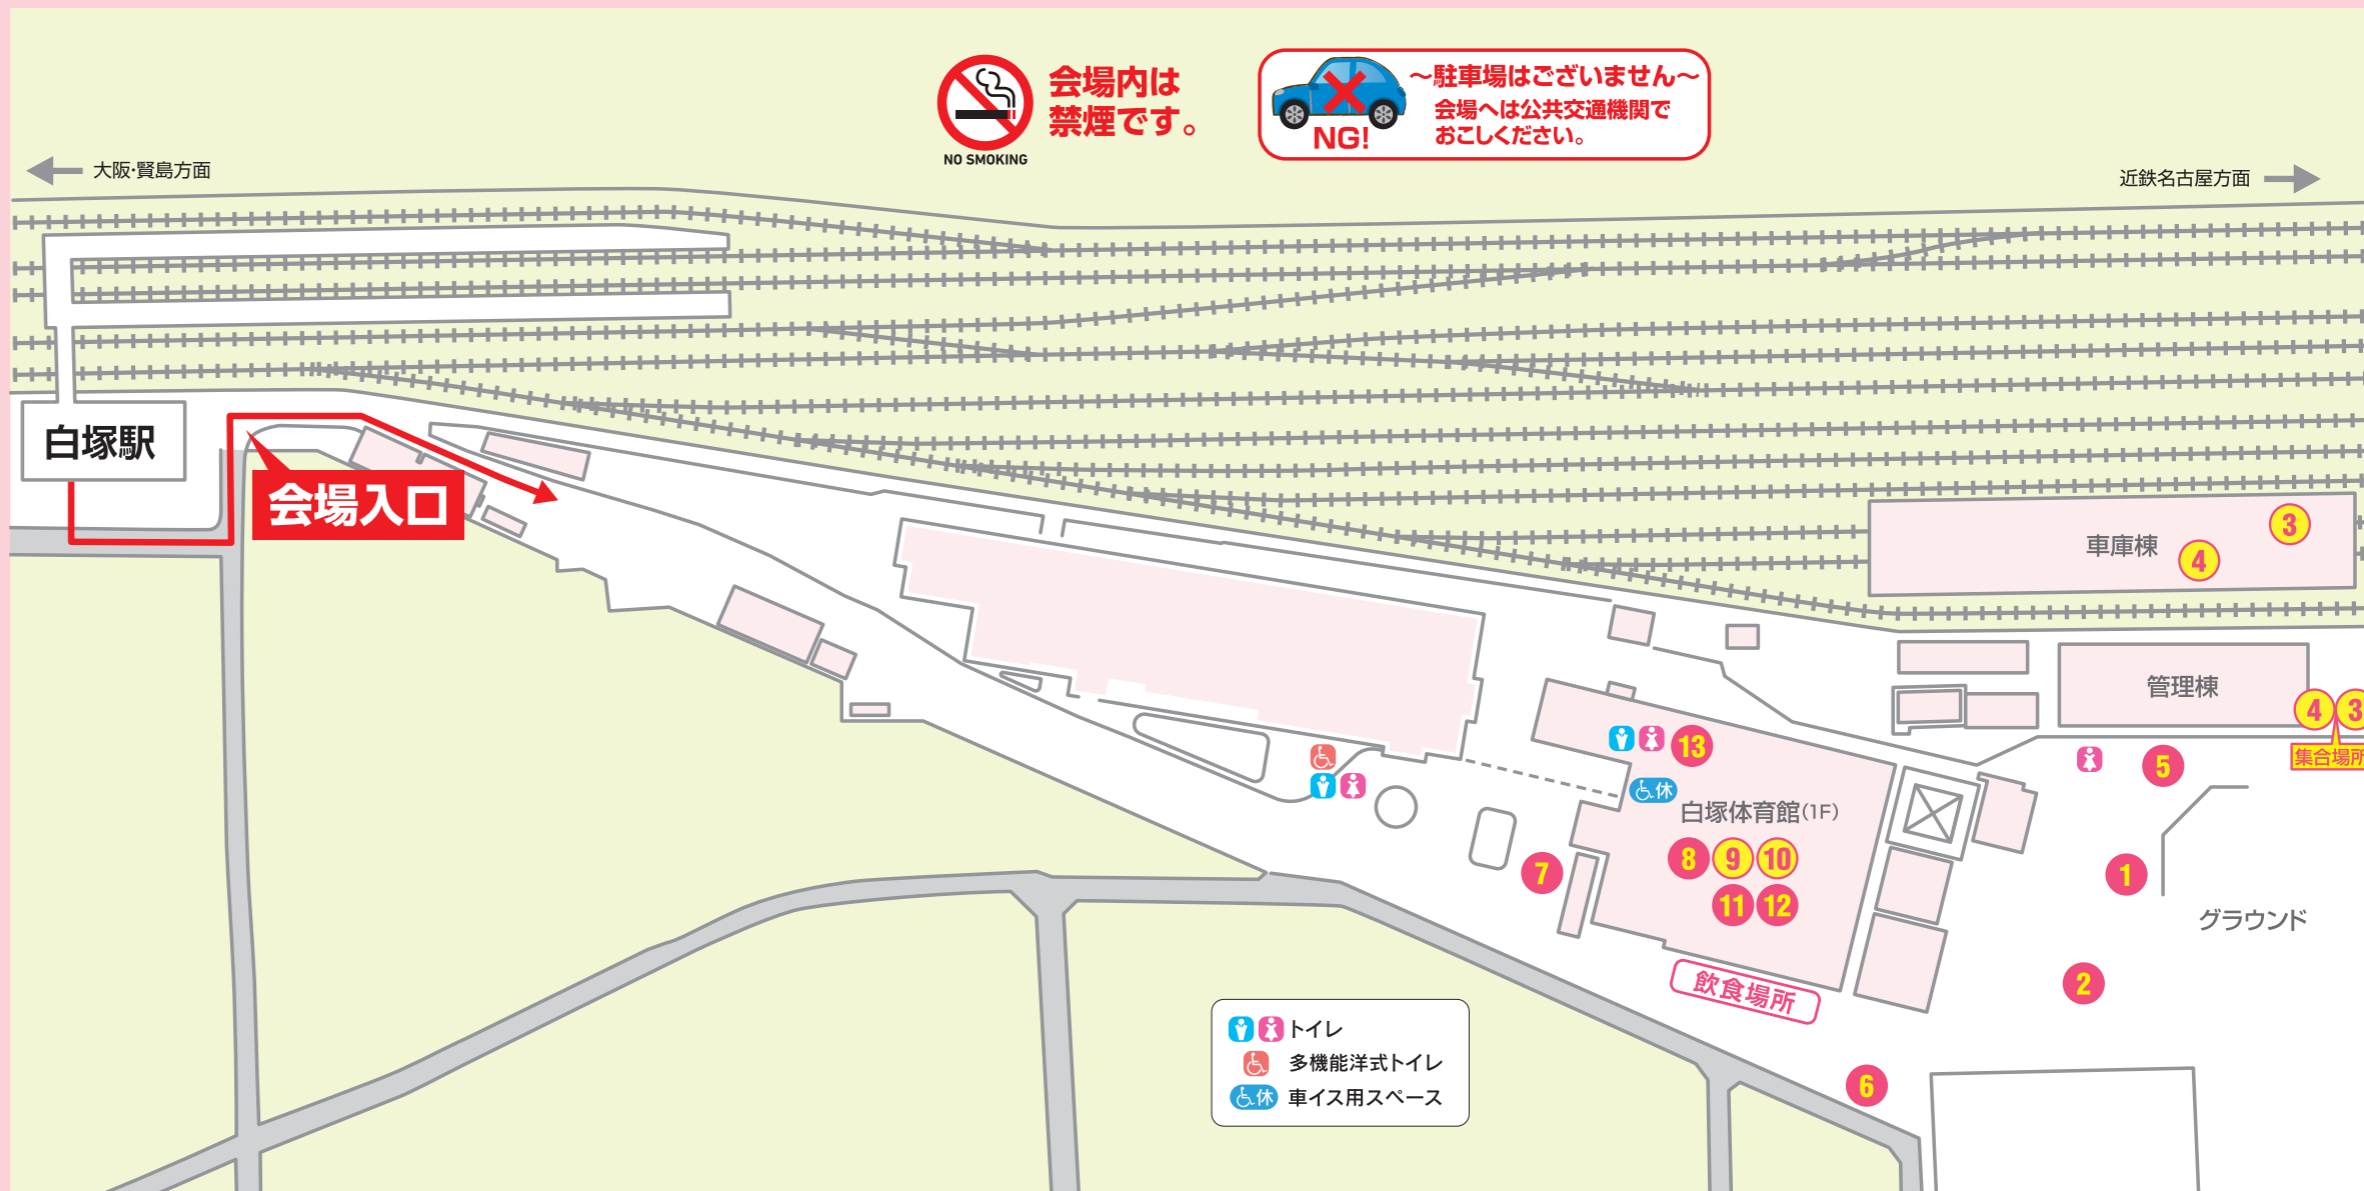 会場内は
禁煙です。
NO SMOKING
～駐車場はございません～
会場へは公共交通機関で
おこしください。
NG!
大阪・賢島方面
近鉄名古屋方面
白塚駅
会場入口
車庫棟
3
4
管理棟
4 3
集合場所
5
13
休
白塚体育館(1F)
8 9 10
11 12
7
1
グラウンド
2
飲食場所
6
トイレ
多機能洋式トイレ
休 車イス用スペース